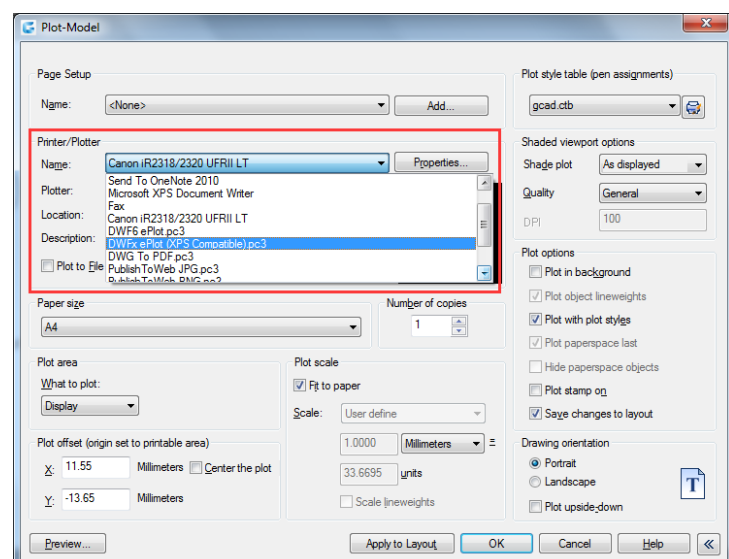 Plot-Model
Page Setup
Name: <None> Add...
Plot style table (pen assignments)
gcad.ctb
Printer/Plotter
Name: Canon iR2318/2320 UFRII LT Properties...
Send To OneNote 2010
Plotter:
Microsoft XPS Document Writer
Fax
Location:
Canon iR2318/2320 UFRII LT
DWF6 ePlot.pc3
Description:
DWFx ePlot (XPS Compatible).pc3
DWG To PDF.pc3
Plot to File
PublishToWeb JPG.pc3
PublishToWeb PNG.pc3
Shaded viewport options
Shade plot As displayed
Quality General
DPI 100
Plot options
Plot in background
Plot object lineweights
Plot with plot styles
Plot paperspace last
Hide paperspace objects
Plot stamp on
Save changes to layout
Paper size
A4
Number of copies
1
Plot area
What to plot:
Display
Plot scale
Fit to paper
Scale: User define
1.0000 Millimeters =
33.6695 units
Scale lineweights
Plot offset (origin set to printable area)
X: 11.55 Millimeters Center the plot
Y: -13.65 Millimeters
Drawing orientation
Portrait
Landscape
Plot upside-down
T
Preview... Apply to Layout OK Cancel Help